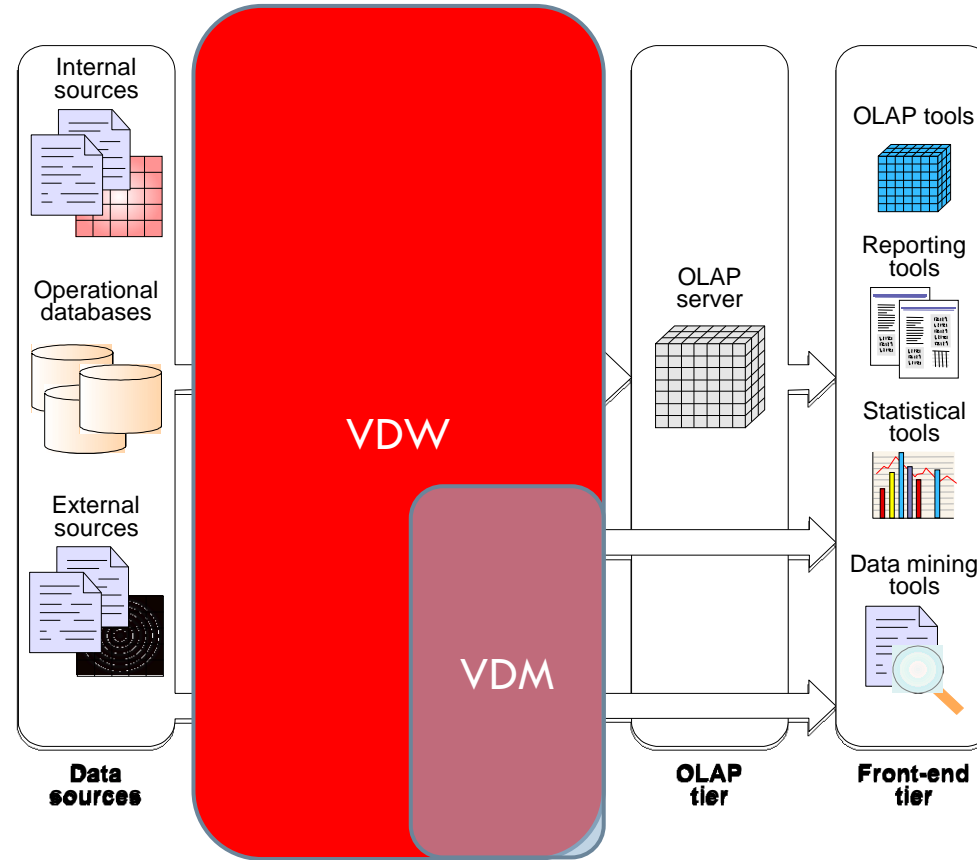 Internal
sources
Operational
databases
External
sources
Data
sources
VDW
VDM
OLAP
server
OLAP
tier
OLAP tools
Reporting
tools
Statistical
tools
Data mining
tools
Front-end
tier